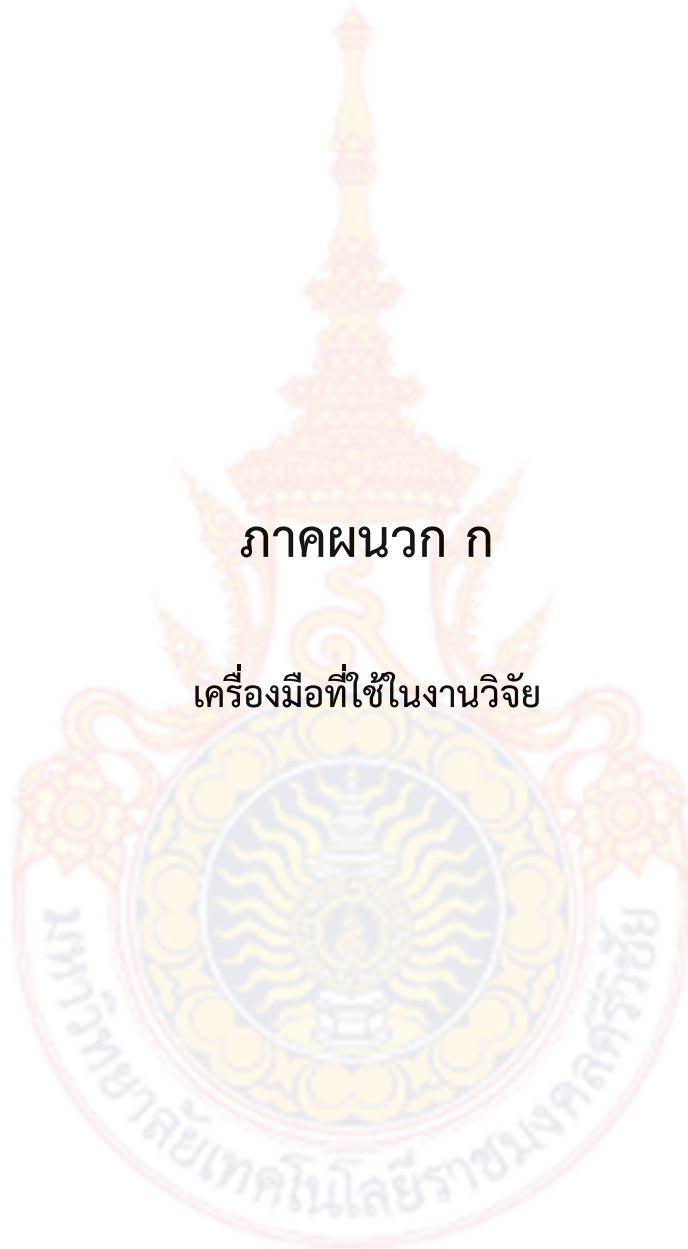 ภาคผนวก ก
เครื่องมือที่ใช้ในงานวิจัย
มหาวิทยาลัยเทคโนโลยีราชมงคลศรีวิชัย